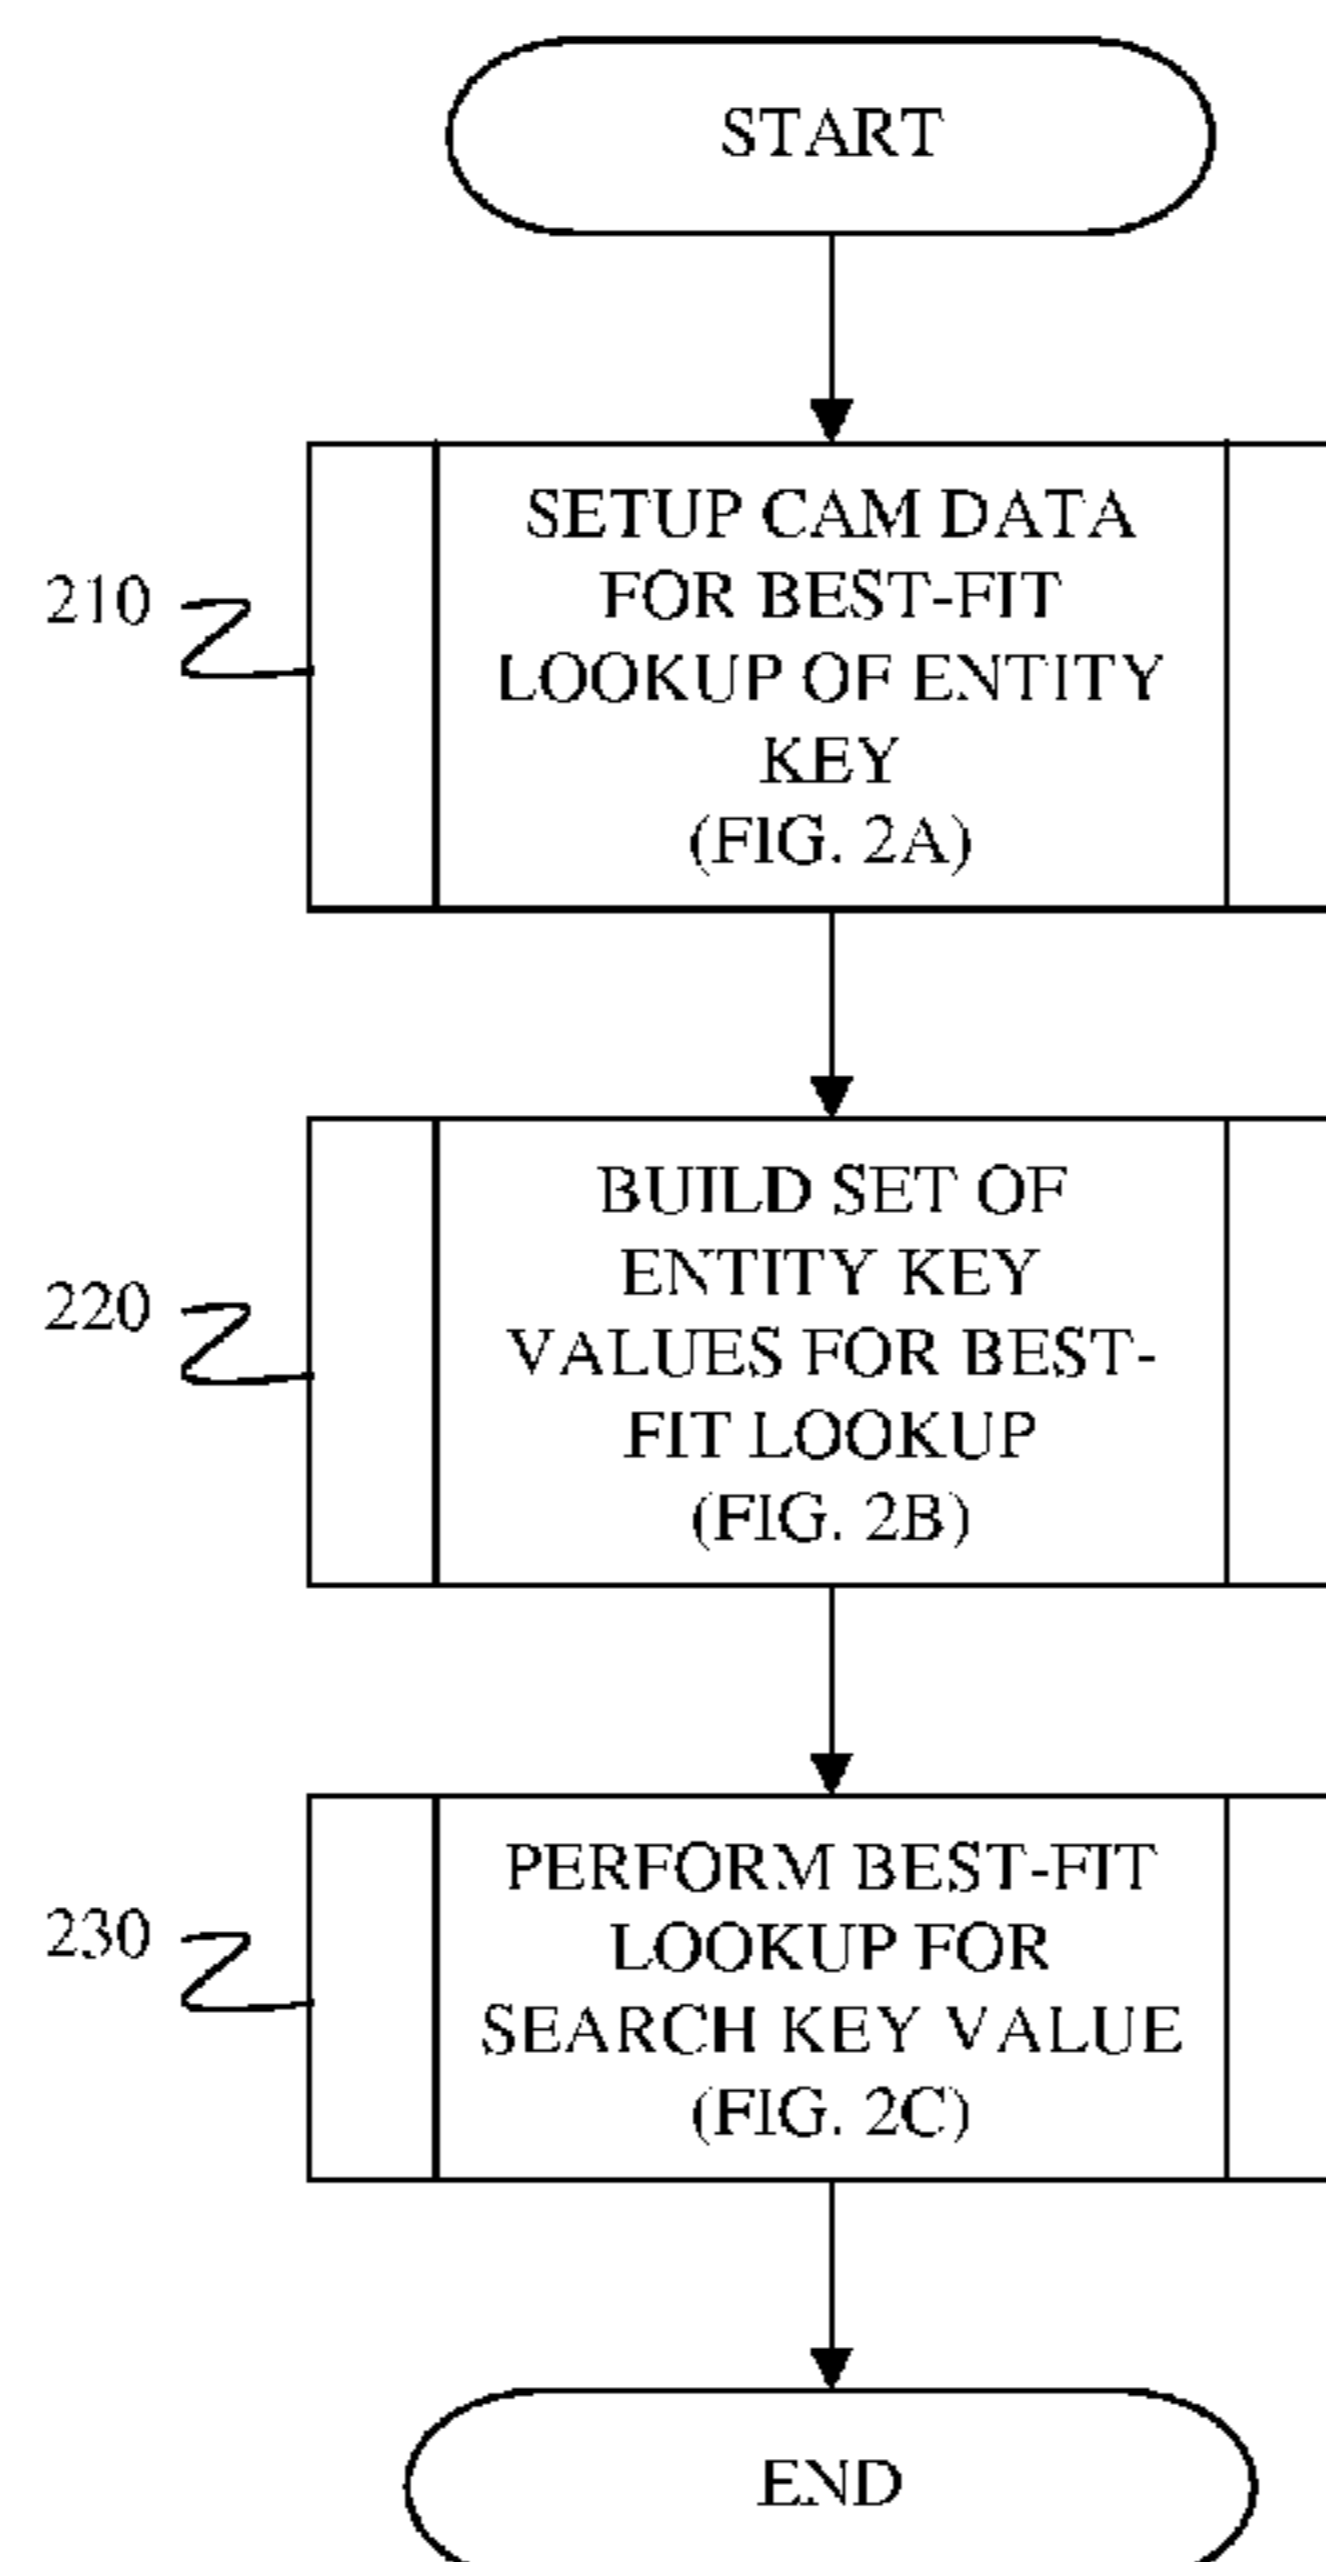 START
SETUP CAM DATA
FOR BEST-FIT
LOOKUP OF ENTITY
KEY
(FIG. 2A)
210
BUILD SET OF
ENTITY KEY
VALUES FOR BEST-
FIT LOOKUP
(FIG. 2B)
220
PERFORM BEST-FIT
LOOKUP FOR
SEARCH KEY VALUE
(FIG. 2C)
230
END